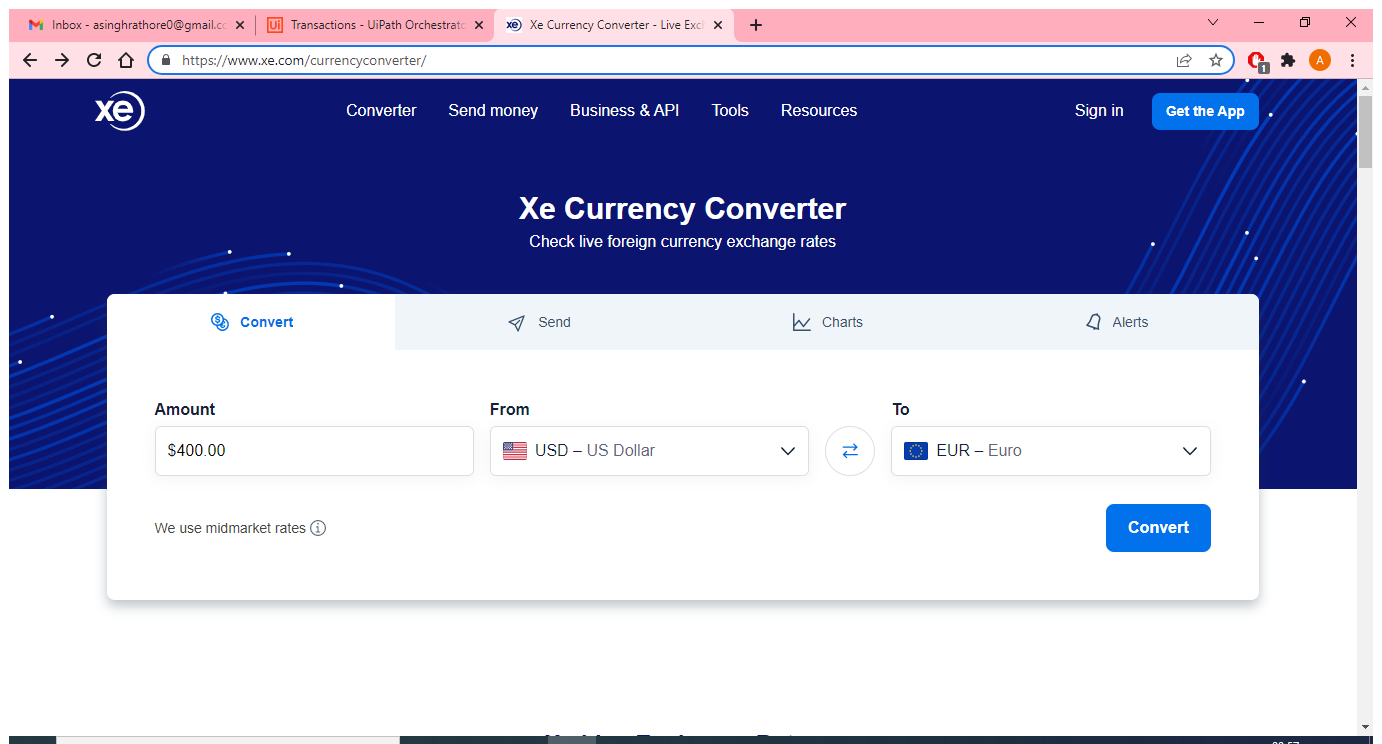 Inbox - asinghrathore0@gmail.co
Transactions - UiPath Orchestrato
Xe Currency Converter - Live Exc
https://www.xe.com/currencyconverter/
1
A
xe
Converter Send money Business & API Tools Resources Sign in Get the App
Xe Currency Converter
Check live foreign currency exchange rates
Convert Send Charts Alerts
Amount From To
$400.00 USD – US Dollar EUR – Euro
We use midmarket rates
Convert